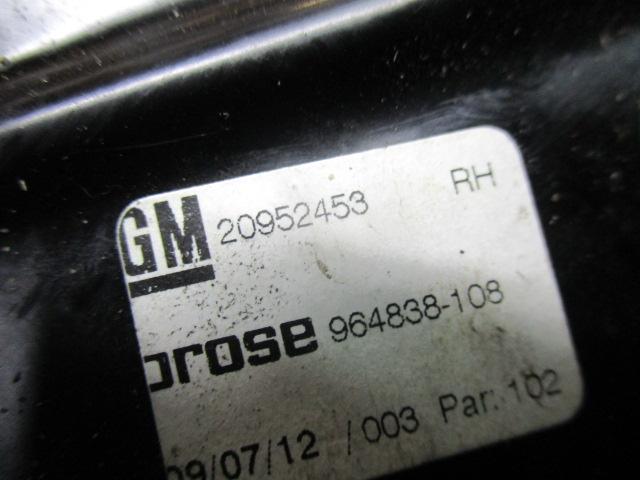 GM 20952453 RH
brose 964838-108
09/07/12 /003 Par: 102